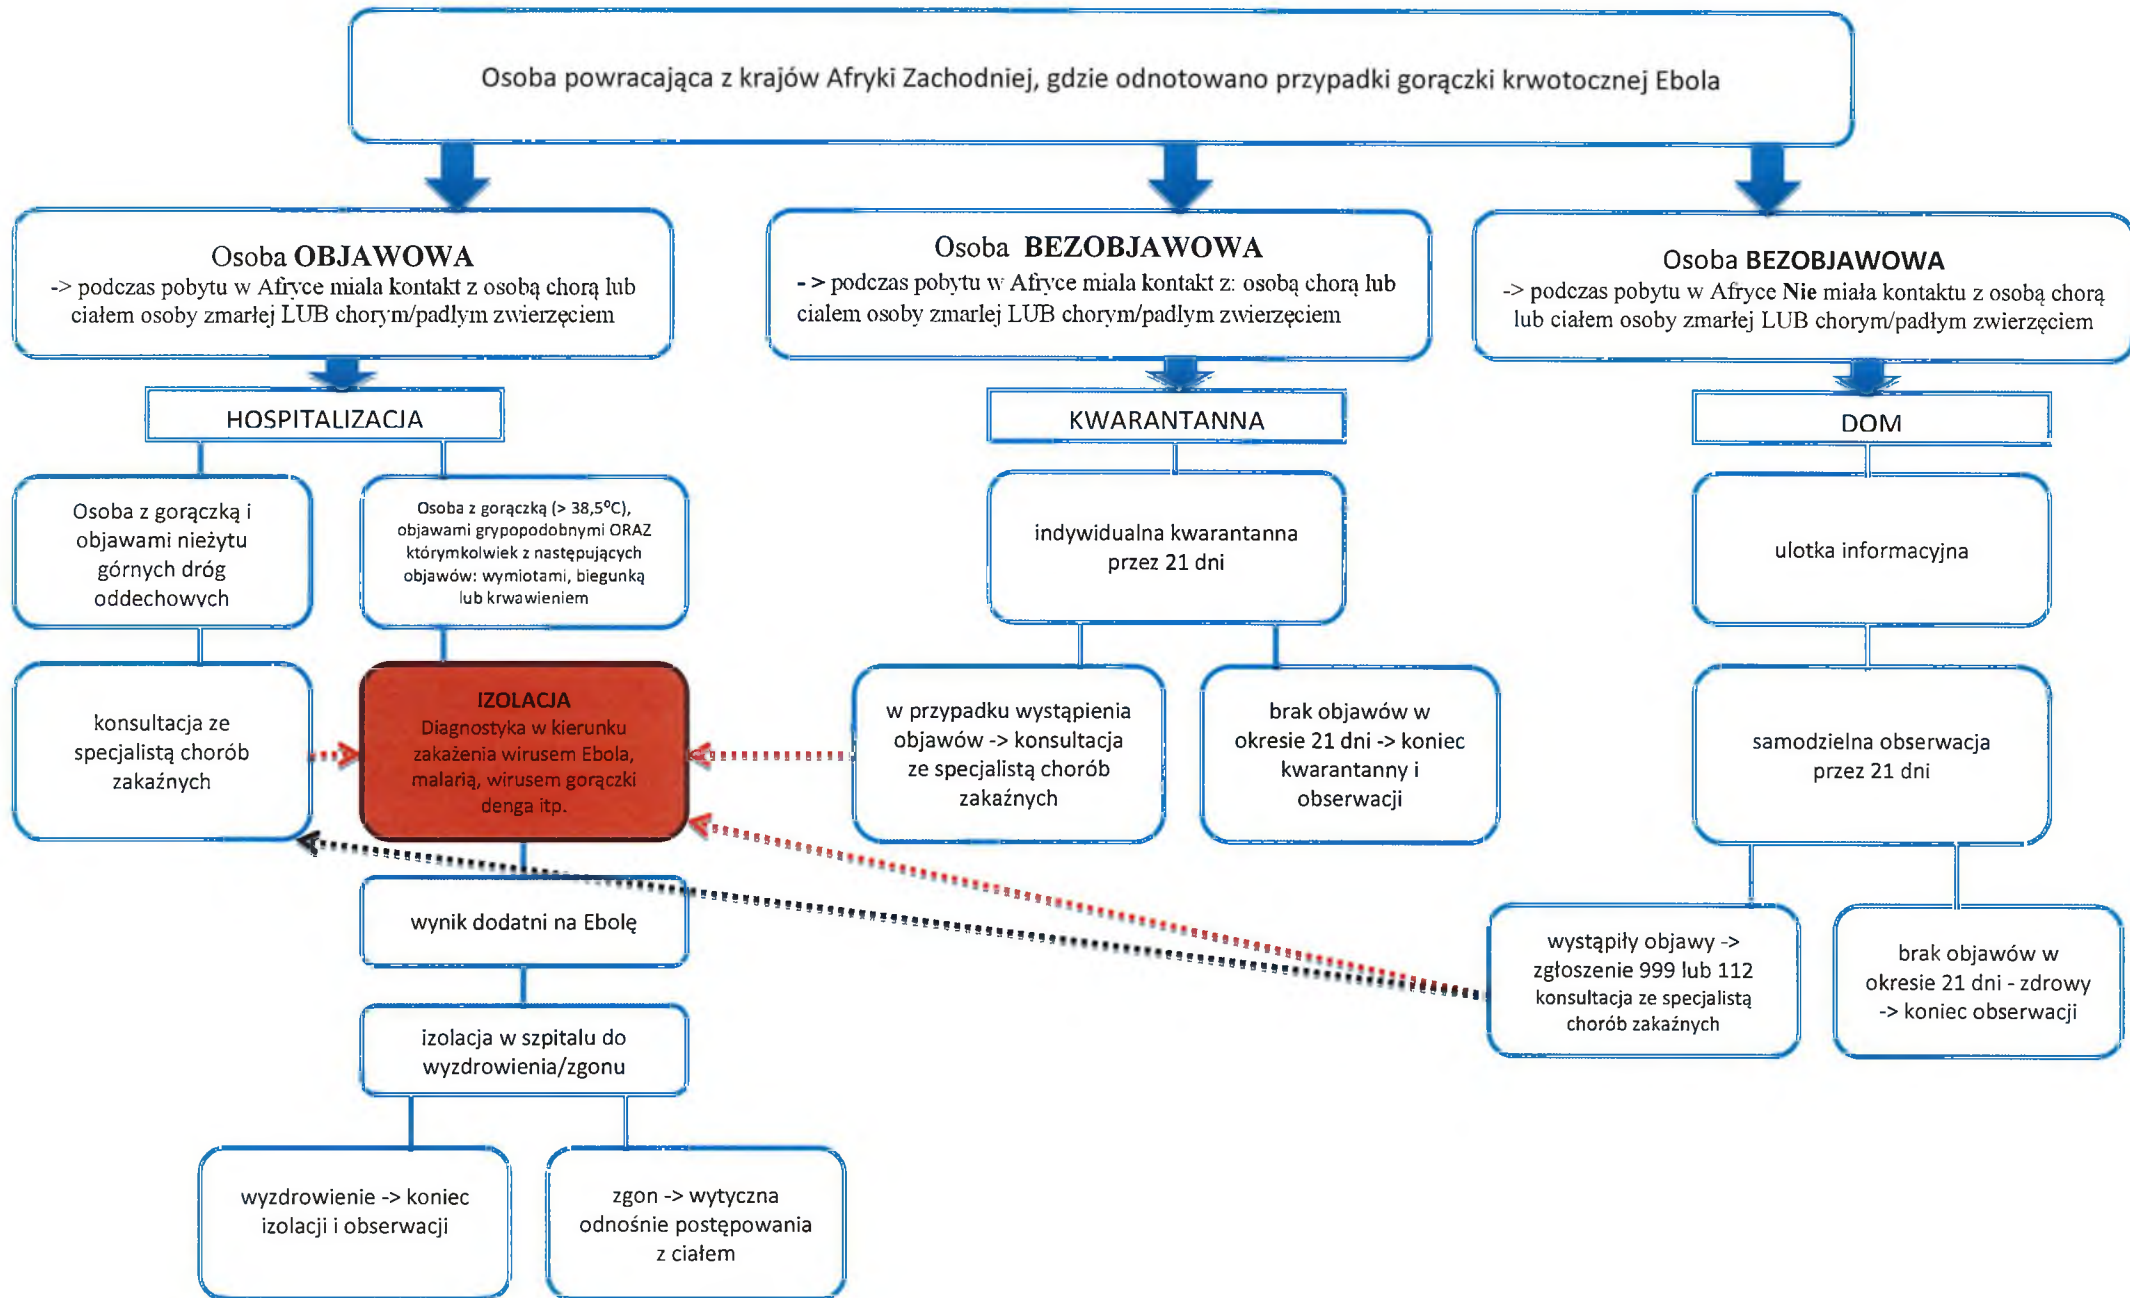 Osoba powracająca z krajów Afryki Zachodniej, gdzie odnotowano przypadki gorączki krwotocznej Ebola
Osoba OBJAWOWA
-> podczas pobytu w Afryce miala kontakt z osobą chorą lub
ciałem osoby zmarłej LUB chorym/padlym zwierzęciem
Osoba BEZOBJAWOWA
-> podczas pobytu w Afryce miala kontakt z: osobą chorą lub
cialem osoby zmarlej LUB chorym/padlym zwierzęciem
Osoba BEZOBJAWOWA
-> podczas pobytu w Afryce Nie miała kontaktu z osobą chorą
lub ciałem osoby zmarłej LUB chorym/padłym zwierzęciem
HOSPITALIZACJA
KWARANTANNA
DOM
Osoba z gorączką i
objawami nieżytu
górnych dróg
oddechowych
Osoba z gorączką (> 38,5°C),
objawami grypopodobnymi ORAZ
którymkolwiek z następujących
objawów: wymiotami, biegunką
lub krwawieniem
indywidualna kwarantanna
przez 21 dni
ulotka informacyjna
konsultacja ze
specjalistą chorób
zakaźnych
IZOLACJA
Diagnostyka w kierunku
zakażenia wirusem Ebola,
malarią, wirusem gorączki
denga itp.
w przypadku wystąpienia
objawów -> konsultacja
ze specjalistą chorób
zakaźnych
brak objawów w
okresie 21 dni -> koniec
kwarantanny i
obserwacji
samodzielna obserwacja
przez 21 dni
wynik dodatni na Ebolę
wystąpiły objawy ->
zgłoszenie 999 lub 112
konsultacja ze specjalistą
chorób zakaźnych
brak objawów w
okresie 21 dni - zdrowy
-> koniec obserwacji
izolacja w szpitalu do
wyzdrowienia/zgonu
wyzdrowienie -> koniec
izolacji i obserwacji
zgon -> wytyczna
odnośnie postępowania
z ciałem